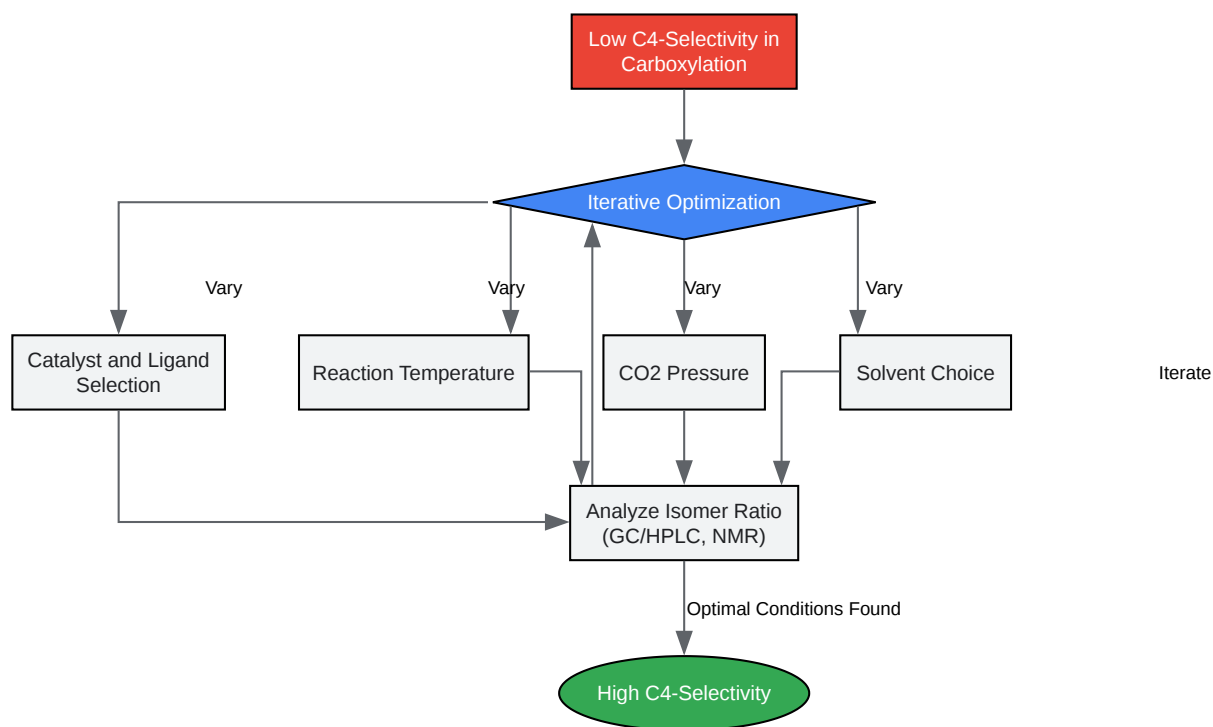 Low C4-Selectivity in
Carboxylation
Iterative Optimization
Vary
Vary
Vary
Vary
Catalyst and Ligand
Selection
Reaction Temperature
CO2 Pressure
Solvent Choice
Iterate
Analyze Isomer Ratio
(GC/HPLC, NMR)
Optimal Conditions Found
High C4-Selectivity